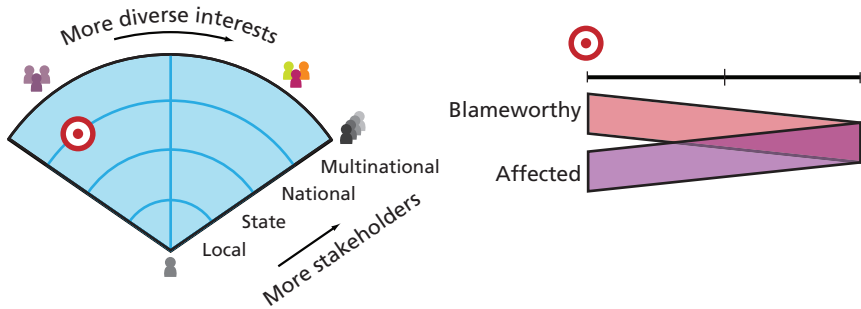 More diverse interests
Multinational
National
State
Local
More stakeholders
Blameworthy
Affected